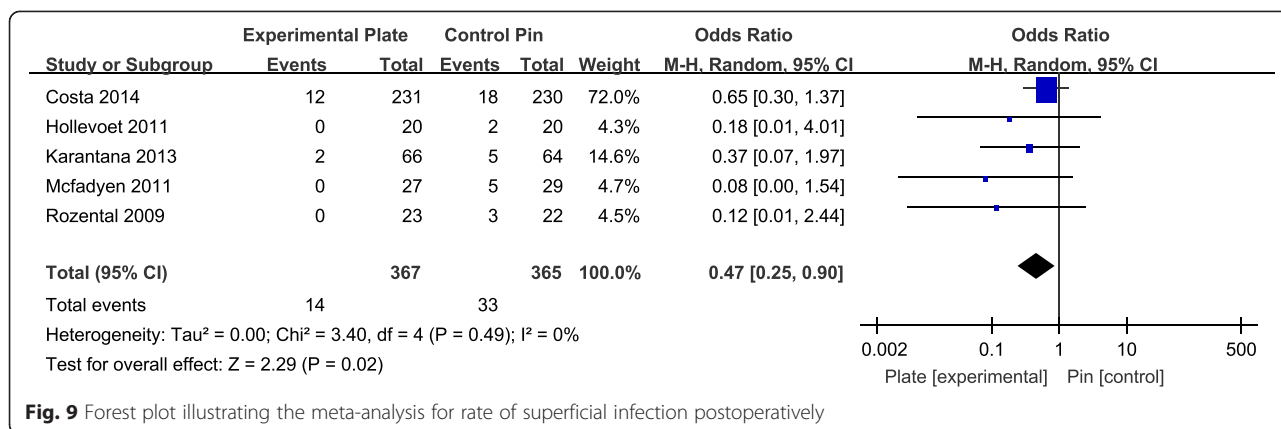 Experimental Plate Control Pin Odds Ratio Odds Ratio
Study or Subgroup Events Total Events Total Weight M-H, Random, 95% CI M-H, Random, 95% CI
Costa 2014 12 231 18 230 72.0% 0.65 [0.30, 1.37]
Hollevoet 2011 0 20 2 20 4.3% 0.18 [0.01, 4.01]
Karantana 2013 2 66 5 64 14.6% 0.37 [0.07, 1.97]
Mcfadyen 2011 0 27 5 29 4.7% 0.08 [0.00, 1.54]
Rozental 2009 0 23 3 22 4.5% 0.12 [0.01, 2.44]
Total (95% CI) 367 365 100.0% 0.47 [0.25, 0.90]
Total events 14 33
Heterogeneity: Tau² = 0.00; Chi² = 3.40, df = 4 (P = 0.49); I² = 0%
Test for overall effect: Z = 2.29 (P = 0.02)
0.002 0.1 1 10 500
Plate [experimental] Pin [control]
Fig. 9 Forest plot illustrating the meta-analysis for rate of superficial infection postoperatively